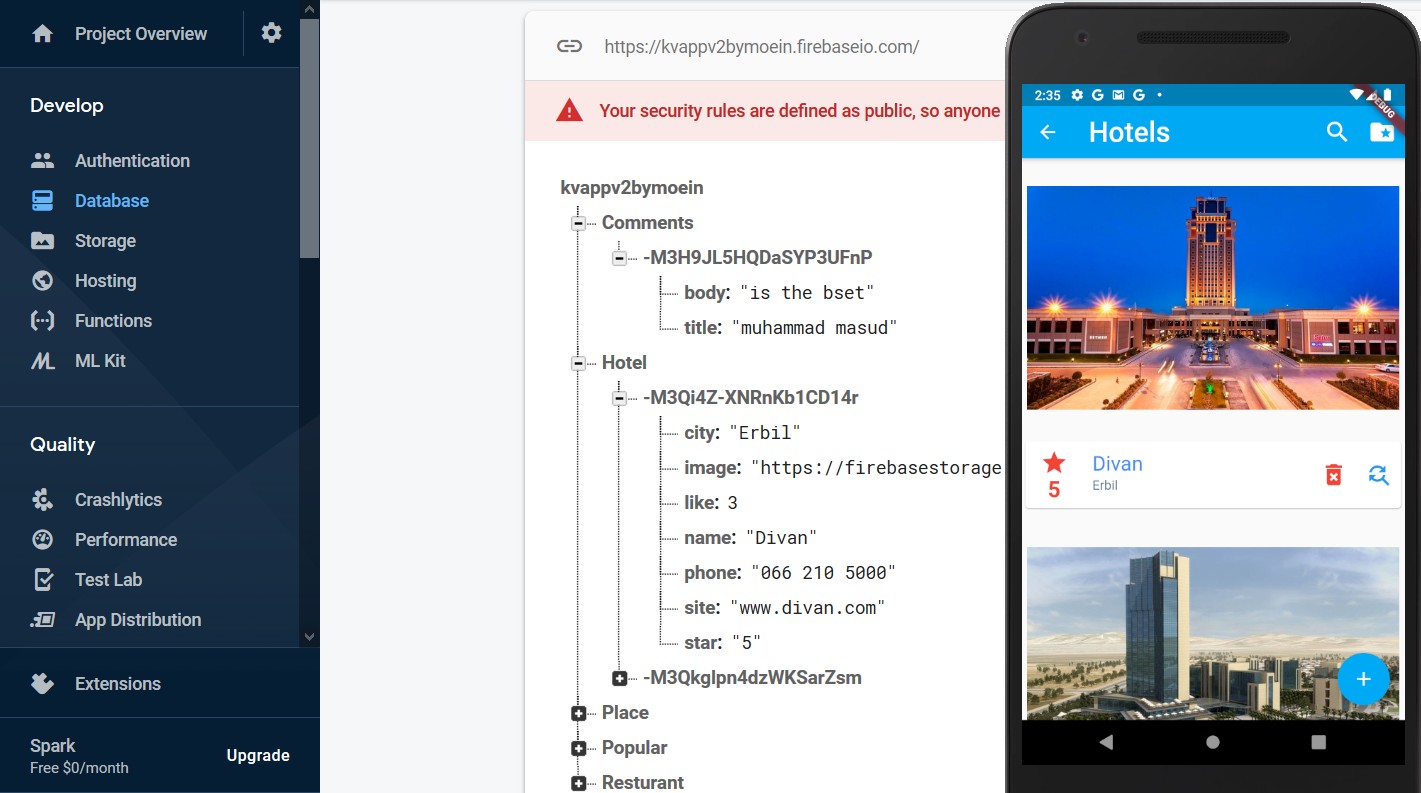 Project Overview
Develop
Authentication
Database
Storage
Hosting
Functions
ML Kit
Quality
Crashlytics
Performance
Test Lab
App Distribution
Extensions
Spark
Free $0/month
Upgrade
https://kvappv2bymoein.firebaseio.com/
Your security rules are defined as public, so anyone
kvappv2bymoein
Comments
-M3H9JL5HQDaSYP3UFnP
body: "is the bset"
title: "muhammad masud"
Hotel
-M3Qi4Z-XNRnKb1CD14r
city: "Erbil"
image: "https://firebasestorage
like: 3
name: "Divan"
phone: "066 210 5000"
site: "www.divan.com"
star: "5"
-M3Qkglpn4dzWKSarZsm
Place
Popular
Resturant
2:35
DEBUG
Hotels
5
Divan
Erbil